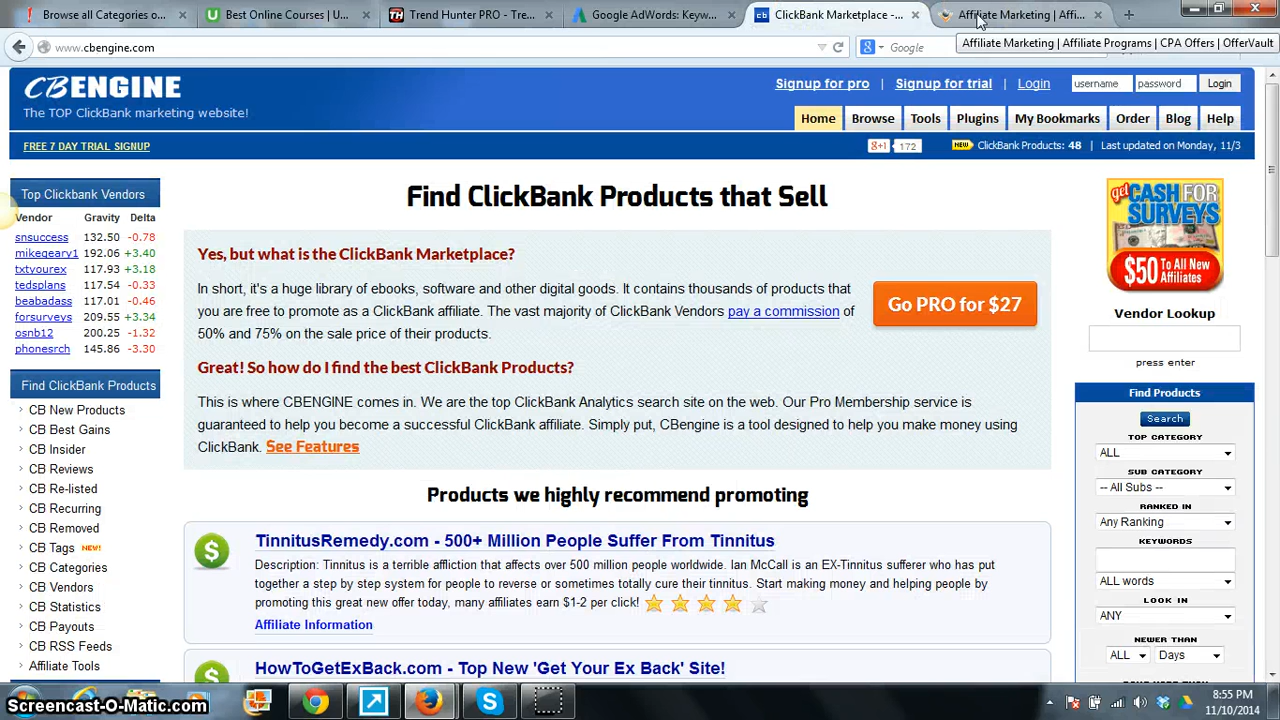 Browse all Categories o...
Best Online Courses | U...
Trend Hunter PRO - Tre...
Google AdWords: Keyw...
ClickBank Marketplace -...
Affiliate Marketing | Affi...
www.cbengine.com
Google
Affiliate Marketing | Affiliate Programs | CPA Offers | OfferVault
CBENGINE
The TOP ClickBank marketing website!
Signup for pro | Signup for trial | Login
username
password
Login
Home
Browse
Tools
Plugins
My Bookmarks
Order
Blog
Help
FREE 7 DAY TRIAL SIGNUP
g+1 172
NEW ClickBank Products: 48 | Last updated on Monday, 11/3
Top Clickbank Vendors
Vendor Gravity Delta
snsuccess 132.50 -0.78
mikegeary1 192.06 +3.40
txtyourex 117.93 +3.18
tedsplans 117.54 -0.33
beabadass 117.01 -0.46
forsurveys 209.55 +3.34
osnb12 200.25 -1.32
phonesrch 145.86 -3.30
Find ClickBank Products
CB New Products
CB Best Gains
CB Insider
CB Reviews
CB Re-listed
CB Recurring
CB Removed
CB Tags NEW!
CB Categories
CB Vendors
CB Statistics
CB Payouts
CB RSS Feeds
Affiliate Tools
Find ClickBank Products that Sell
Yes, but what is the ClickBank Marketplace?
In short, it's a huge library of ebooks, software and other digital goods. It contains thousands of products that
you are free to promote as a ClickBank affiliate. The vast majority of ClickBank Vendors pay a commission of
50% and 75% on the sale price of their products.
Go PRO for $27
Great! So how do I find the best ClickBank Products?
This is where CBENGINE comes in. We are the top ClickBank Analytics search site on the web. Our Pro Membership service is
guaranteed to help you become a successful ClickBank affiliate. Simply put, CBengine is a tool designed to help you make money using
ClickBank. See Features
Products we highly recommend promoting
TinnitusRemedy.com - 500+ Million People Suffer From Tinnitus
Description: Tinnitus is a terrible affliction that affects over 500 million people worldwide. Ian McCall is an EX-Tinnitus sufferer who has put
together a step by step system for people to reverse or sometimes totally cure their tinnitus. Start making money and helping people by
promoting this great new offer today, many affiliates earn $1-2 per click!
Affiliate Information
HowToGetExBack.com - Top New 'Get Your Ex Back' Site!
get CASH FOR
SURVEYS
$50 To All New
Affiliates
Vendor Lookup
press enter
Find Products
Search
TOP CATEGORY
ALL
SUB CATEGORY
-- All Subs --
RANKED IN
Any Ranking
KEYWORDS
ALL words
LOOK IN
ANY
NEWER THAN
ALL
Days
Screencast-O-Matic.com
8:55 PM
11/10/2014